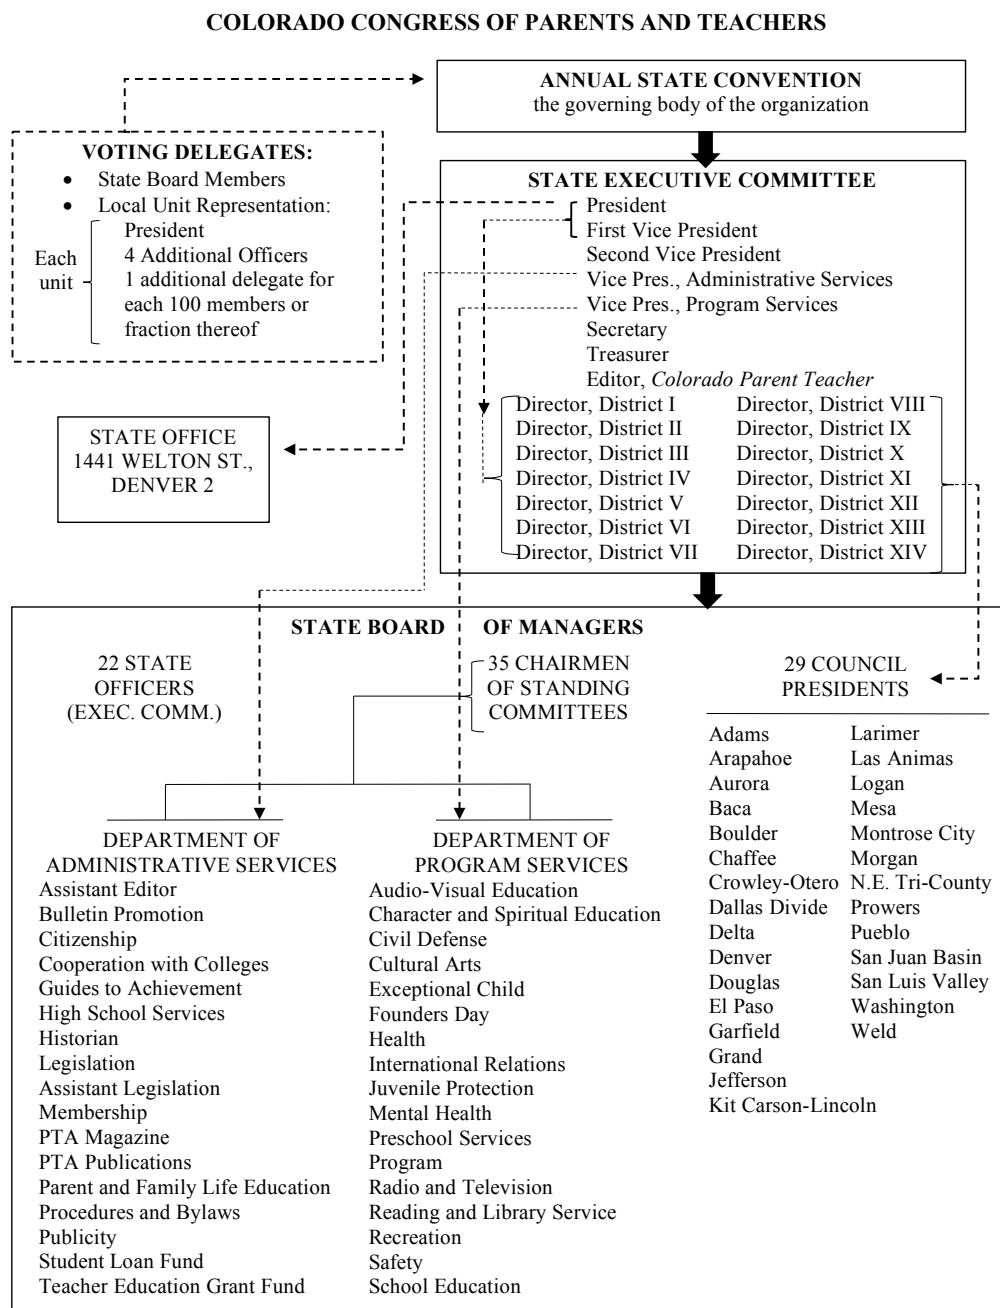 COLORADO CONGRESS OF PARENTS AND TEACHERS
ANNUAL STATE CONVENTION
the governing body of the organization
VOTING DELEGATES:
• State Board Members
• Local Unit Representation:
Each
unit
President
4 Additional Officers
1 additional delegate for
each 100 members or
fraction thereof
STATE EXECUTIVE COMMITTEE
President
First Vice President
Second Vice President
Vice Pres., Administrative Services
Vice Pres., Program Services
Secretary
Treasurer
Editor, Colorado Parent Teacher
Director, District I
Director, District II
Director, District III
Director, District IV
Director, District V
Director, District VI
Director, District VII
Director, District VIII
Director, District IX
Director, District X
Director, District XI
Director, District XII
Director, District XIII
Director, District XIV
STATE OFFICE
1441 WELTON ST.,
DENVER 2
STATE BOARD OF MANAGERS
22 STATE
OFFICERS
(EXEC. COMM.)
35 CHAIRMEN
OF STANDING
COMMITTEES
29 COUNCIL
PRESIDENTS
DEPARTMENT OF
ADMINISTRATIVE SERVICES
Assistant Editor
Bulletin Promotion
Citizenship
Cooperation with Colleges
Guides to Achievement
High School Services
Historian
Legislation
Assistant Legislation
Membership
PTA Magazine
PTA Publications
Parent and Family Life Education
Procedures and Bylaws
Publicity
Student Loan Fund
Teacher Education Grant Fund
DEPARTMENT OF
PROGRAM SERVICES
Audio-Visual Education
Character and Spiritual Education
Civil Defense
Cultural Arts
Exceptional Child
Founders Day
Health
International Relations
Juvenile Protection
Mental Health
Preschool Services
Program
Radio and Television
Reading and Library Service
Recreation
Safety
School Education
Adams
Arapahoe
Aurora
Baca
Boulder
Chaffee
Crowley-Otero
Dallas Divide
Delta
Denver
Douglas
El Paso
Garfield
Grand
Jefferson
Kit Carson-Lincoln
Larimer
Las Animas
Logan
Mesa
Montrose City
Morgan
N.E. Tri-County
Prowers
Pueblo
San Juan Basin
San Luis Valley
Washington
Weld